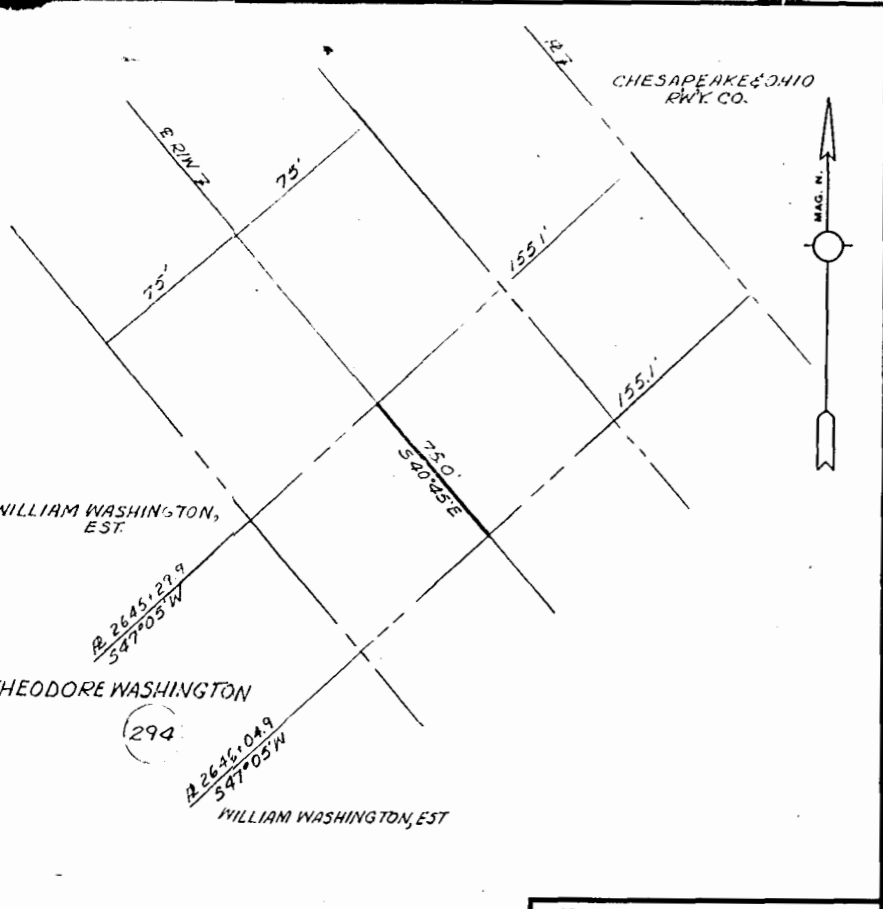 ℄
CHESAPEAKE & OHIO
RWY. CO.
℄ R/W
75'
75'
MAG. N.
155.1'
155.1'
75.0'
S 40°45'E
WILLIAM WASHINGTON,
EST.
℄ 2645+29.9
S47°05'W
THEODORE WASHINGTON
294
℄ 2646+04.9
S47°05'W
WILLIAM WASHINGTON, EST